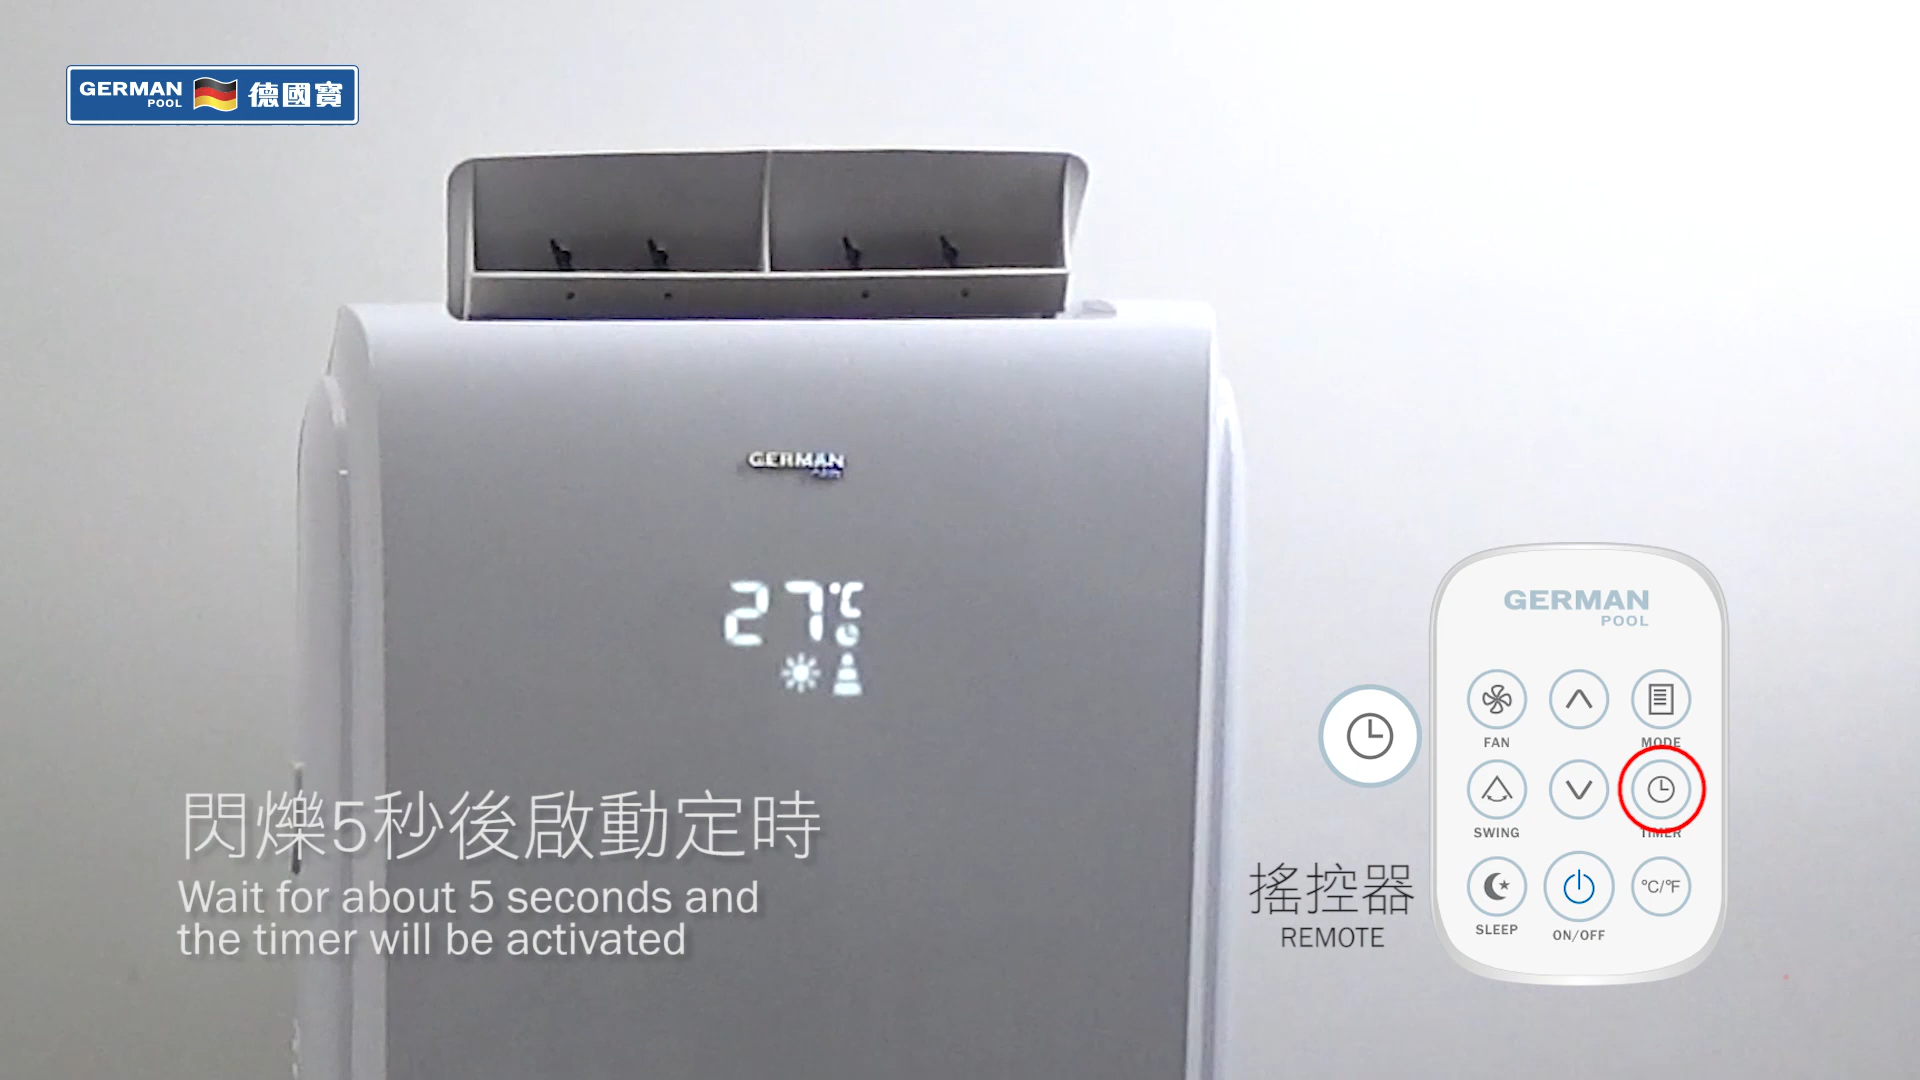 GERMAN
POOL
德國寶
GERMAN
27°C
閃爍5秒後啟動定時
Wait for about 5 seconds and
the timer will be activated
搖控器
REMOTE
GERMAN
POOL
FAN
MODE
SWING
TIMER
°C/°F
SLEEP
ON/OFF